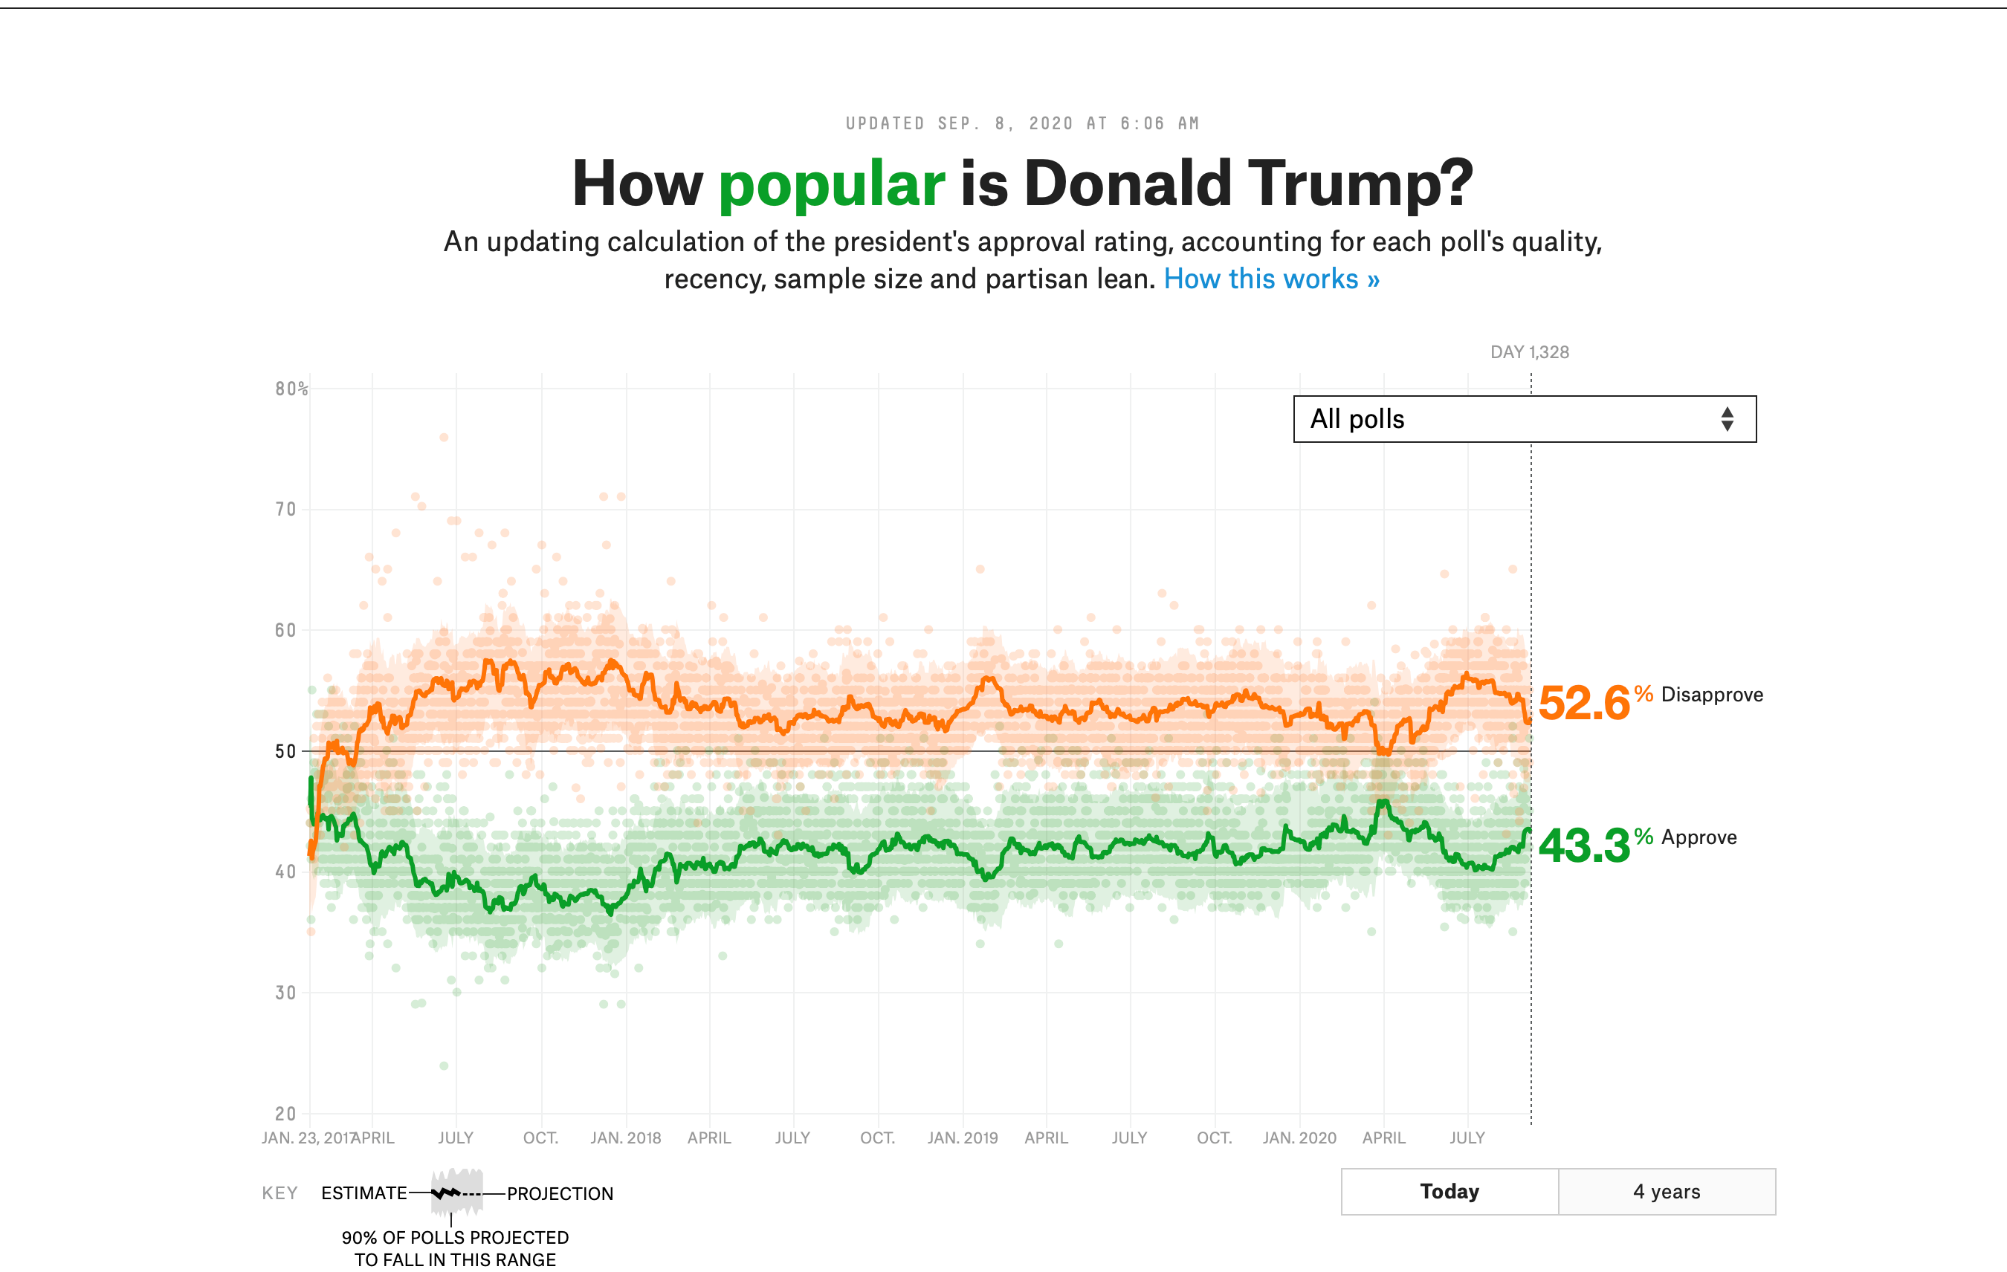 UPDATED SEP. 8, 2020 AT 6:06 AM
How popular is Donald Trump?
An updating calculation of the president's approval rating, accounting for each poll's quality,
recency, sample size and partisan lean. How this works »
DAY 1,328
All polls
80%
70
60
50
40
30
20
52.6% Disapprove
43.3% Approve
JAN. 23, 2017 APRIL JULY OCT. JAN. 2018 APRIL JULY OCT. JAN. 2019 APRIL JULY OCT. JAN. 2020 APRIL JULY
KEY ESTIMATE PROJECTION
90% OF POLLS PROJECTED
TO FALL IN THIS RANGE
Today 4 years